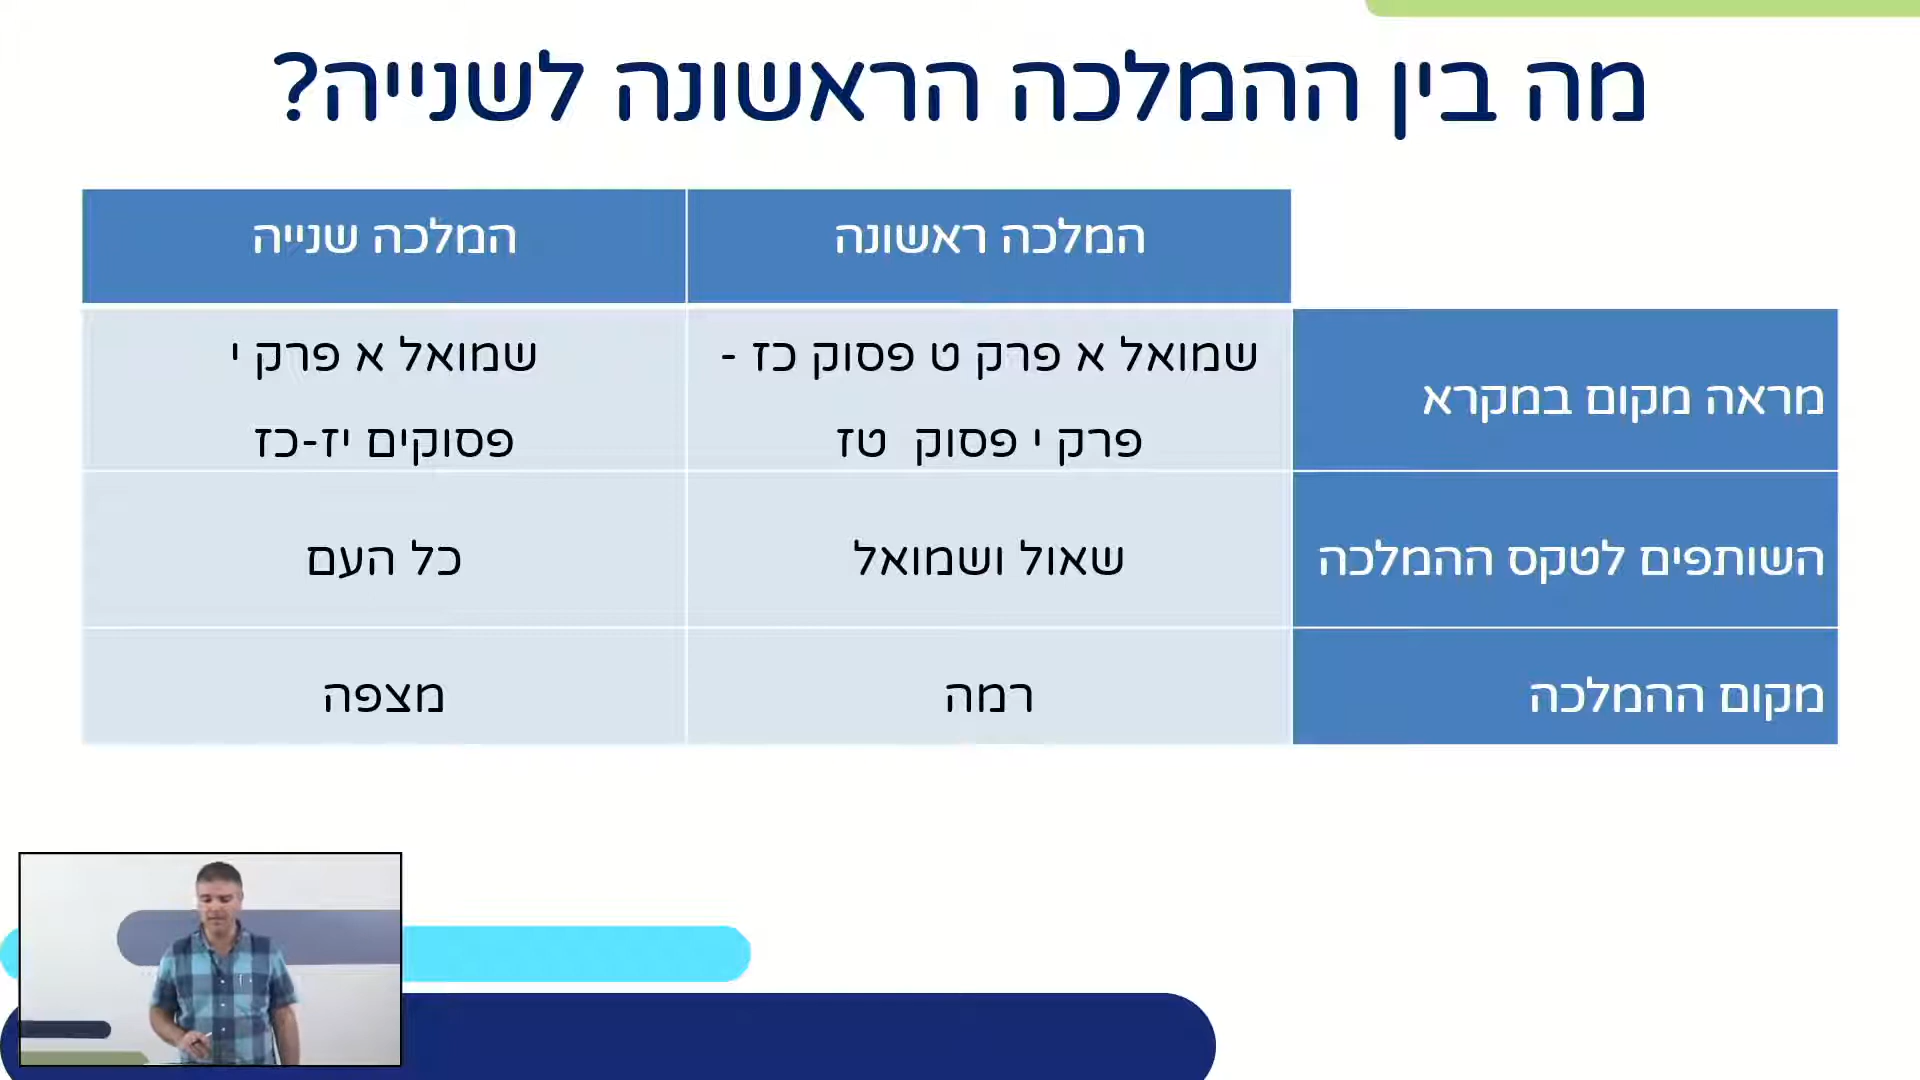 מה בין ההמלכה הראשונה לשנייה?
המלכה ראשונה
המלכה שנייה
מראה מקום במקרא
שמואל א פרק ט פסוק כז -
פרק י פסוק טז
שמואל א פרק י
פסוקים יז-כז
השותפים לטקס ההמלכה
שאול ושמואל
כל העם
מקום ההמלכה
רמה
מצפה